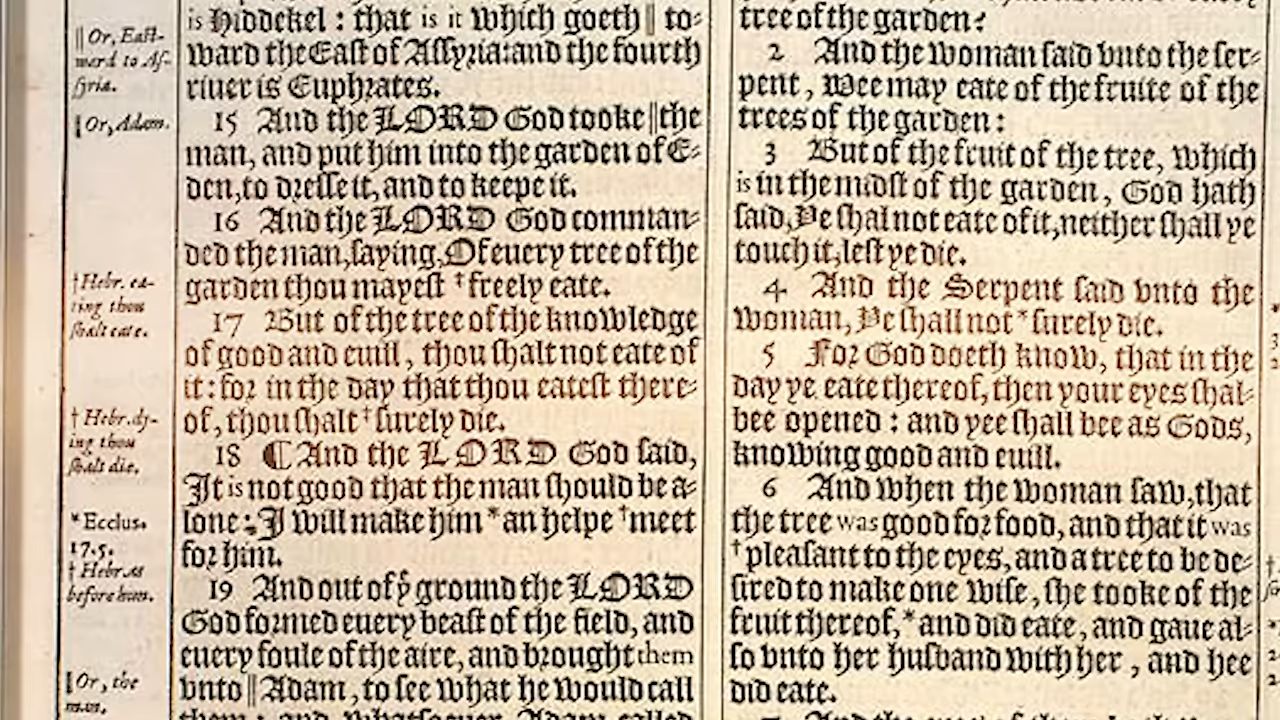 || Or, East-
ward to As-
syria.
|| Or, Adam.
† Hebr. ea-
ting thou
shalt eate.
† Hebr. dy-
ing thou
shalt die.
* Ecclus.
17.5.
† Hebr. as
before him.
|| Or, the
man.
is Hiddekel : that is it which goeth || to-
ward the East of Assyria: and the fourth
riuer is Euphrates.
15 And the LORD God tooke || the
man, and put him into the garden of E-
den, to dresse it, and to keepe it.
16 And the LORD God comman-
ded the man, saying, Of euery tree of the
garden thou mayest † freely eate.
17 But of the tree of the knowledge
of good and euill, thou shalt not eate of
it: for in the day that thou eatest there-
of, thou shalt † surely die.
18 ¶ And the LORD God said,
It is not good that the man should be a-
lone: I will make him * an helpe † meet
for him.
19 And out of yͤ ground the LORD
God formed euery beast of the field, and
euery foule of the aire, and brought them
vnto || Adam, to see what he would call
them: and whatsoeuer Adam called
tree of the garden?
2 And the woman said vnto the ser-
pent, Wee may eate of the fruite of the
trees of the garden:
3 But of the fruit of the tree, which
is in the midst of the garden, God hath
said, Ye shal not eate of it, neither shall ye
touch it, lest ye die.
4 And the Serpent said vnto the
woman, Ye shall not * surely die.
5 For God doeth know, that in the
day ye eate thereof, then your eyes shal-
bee opened: and yee shall bee as Gods,
knowing good and euill.
6 And when the woman saw, that
the tree was good for food, and that it was
† pleasant to the eyes, and a tree to be de-
sired to make one wise, she tooke of the
fruit thereof, * and did eate, and gaue al-
so vnto her husband with her, and hee
did eate.